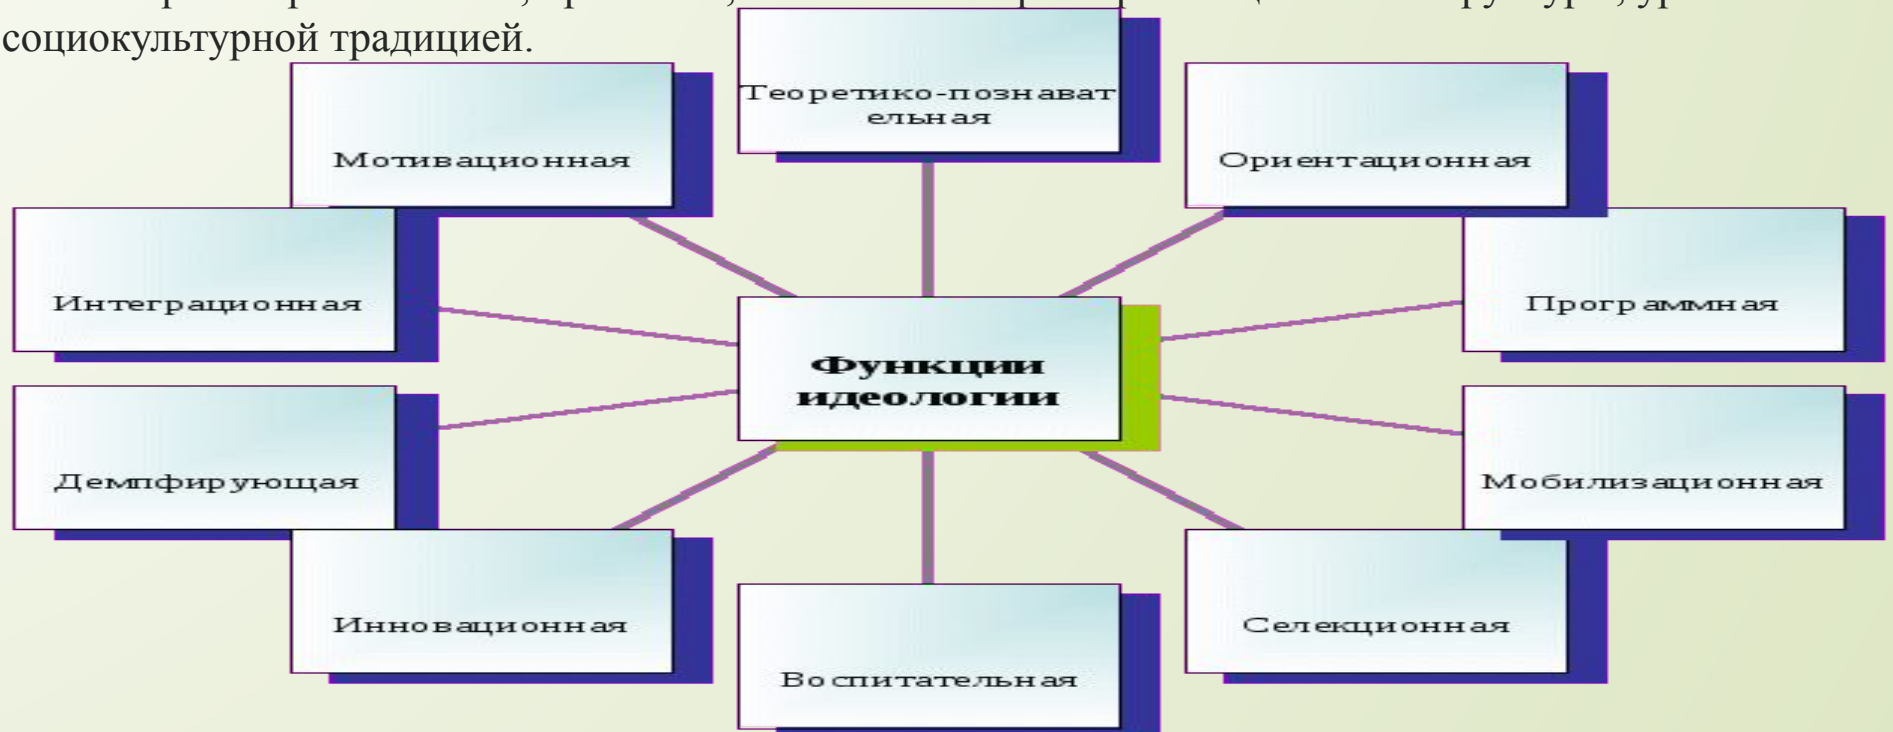 социокультурной традицией.
Теоретико-познават
ельная
Мотивационная
Ориентационная
Интеграционная
Программная
Функции
идеологии
Демпфирующая
Мобилизационная
Инновационная
Селекционная
Воспитательная